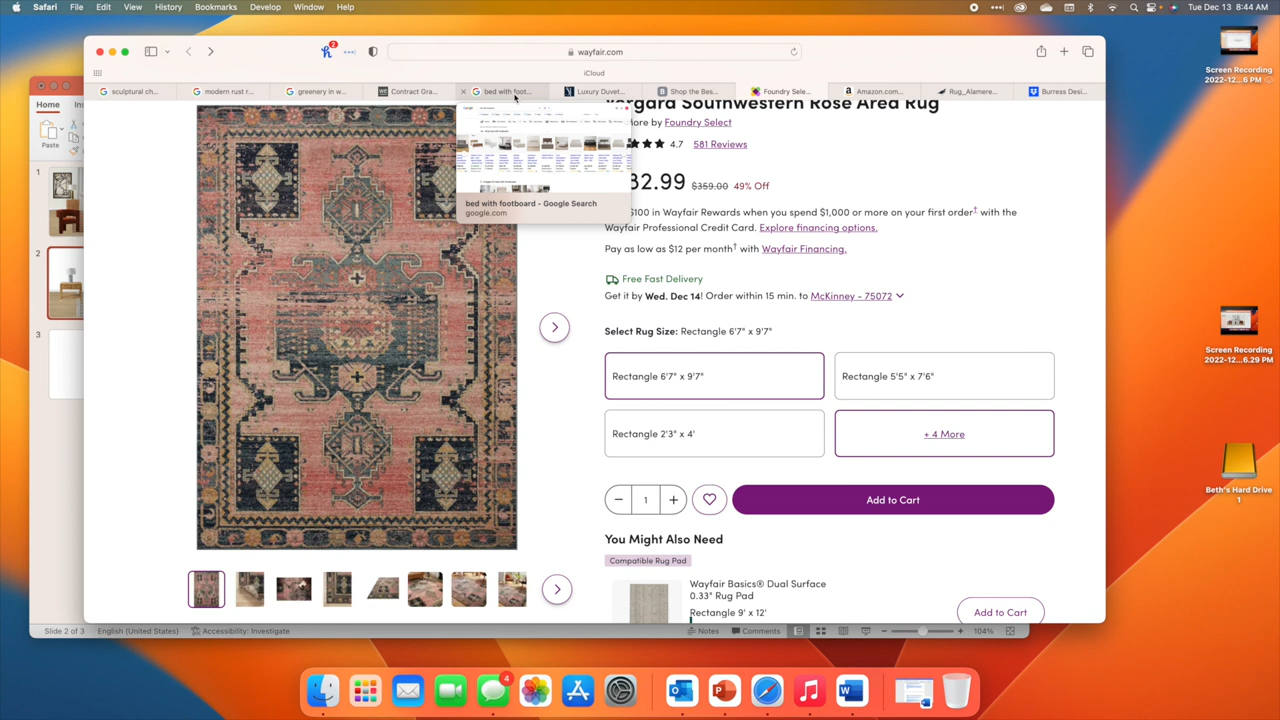 Safari File Edit View History Bookmarks Develop Window Help
Tue Dec 13 8:44 AM
2
wayfair.com
iCloud
sculptural ch...
modern rust r...
greenery in w...
Contract Gra...
bed with foot...
Luxury Duvet...
Shop the Bes...
Foundry Sele...
Amazon.com...
Rug_Alamere...
Burress Desi...
Home
Paste
1
2
3
Southwestern Rose Area Rug
More by Foundry Select
4.7 581 Reviews
82.99 $359.00 49% Off
$100 in Wayfair Rewards when you spend $1,000 or more on your first order† with the
Wayfair Professional Credit Card. Explore financing options.
Pay as low as $12 per month† with Wayfair Financing.
Free Fast Delivery
Get it by Wed. Dec 14! Order within 15 min. to McKinney - 75072
Select Rug Size: Rectangle 6'7" x 9'7"
Rectangle 6'7" x 9'7"
Rectangle 5'5" x 7'6"
Rectangle 2'3" x 4'
+ 4 More
1
Add to Cart
You Might Also Need
Compatible Rug Pad
Wayfair Basics® Dual Surface
0.33" Rug Pad
Rectangle 9' x 12'
Add to Cart
bed with footboard - Google Search
google.com
Slide 2 of 3 English (United States) Accessibility: Investigate
Notes Comments 104%
Screen Recording
2022-12...6 PM
Screen Recording
2022-12...6.29 PM
Beth's Hard Drive
1
4